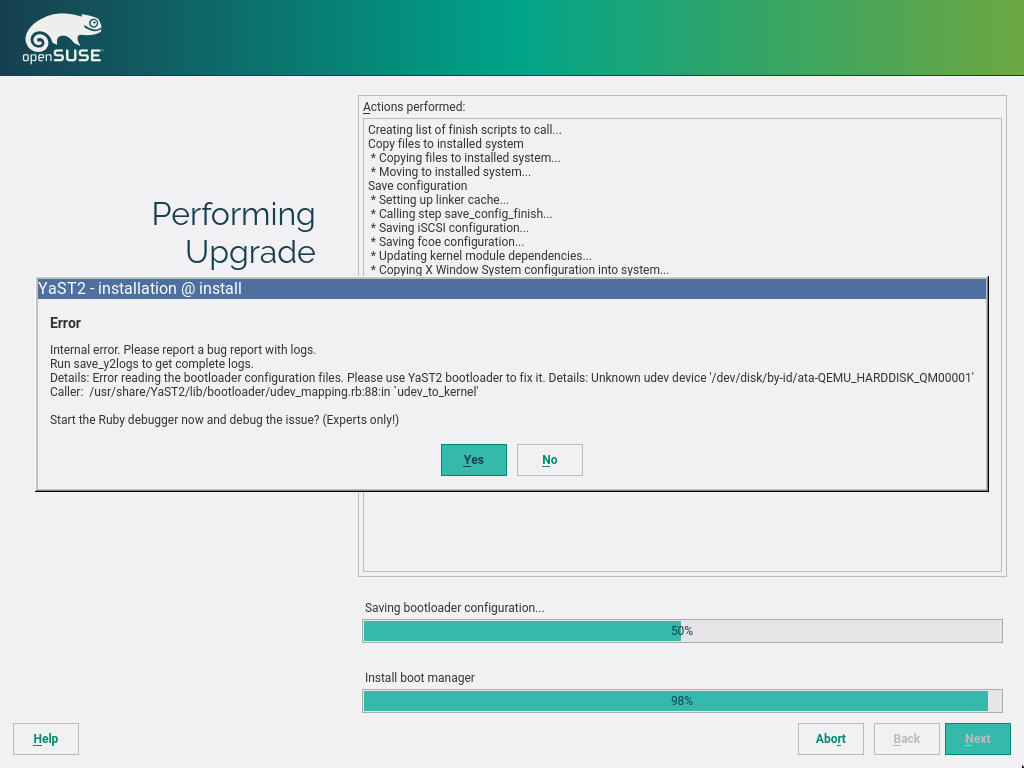 openSUSE
Actions performed:
Creating list of finish scripts to call...
Copy files to installed system
* Copying files to installed system...
* Moving to installed system...
Save configuration
* Setting up linker cache...
* Calling step save_config_finish...
* Saving iSCSI configuration...
* Saving fcoe configuration...
* Updating kernel module dependencies...
* Copying X Window System configuration into system...
Performing
Upgrade
YaST2 - installation @ install
Error
Internal error. Please report a bug report with logs.
Run save_y2logs to get complete logs.
Details: Error reading the bootloader configuration files. Please use YaST2 bootloader to fix it. Details: Unknown udev device '/dev/disk/by-id/ata-QEMU_HARDDISK_QM00001'
Caller:  /usr/share/YaST2/lib/bootloader/udev_mapping.rb:88:in `udev_to_kernel'
Start the Ruby debugger now and debug the issue? (Experts only!)
Yes No
Saving bootloader configuration...
50%
Install boot manager
98%
Help Abort Back Next